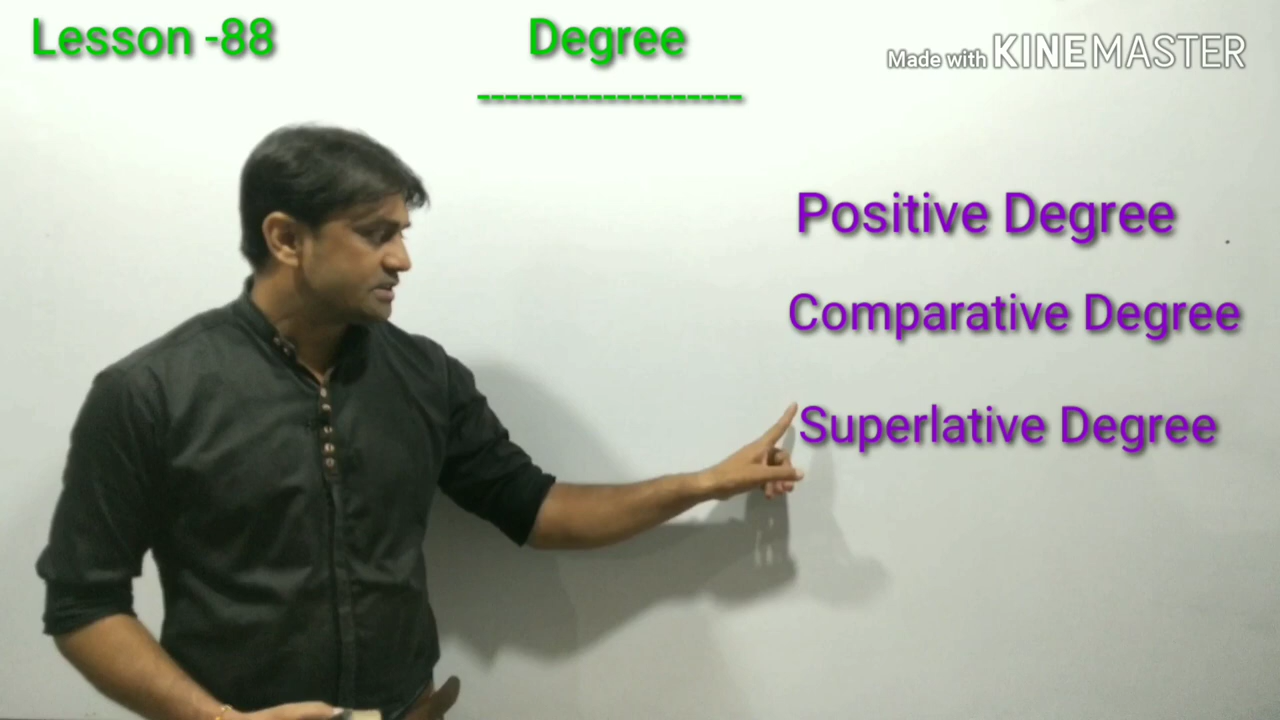 Lesson -88
Degree
-------------------
Made with KINEMASTER
Positive Degree
Comparative Degree
Superlative Degree